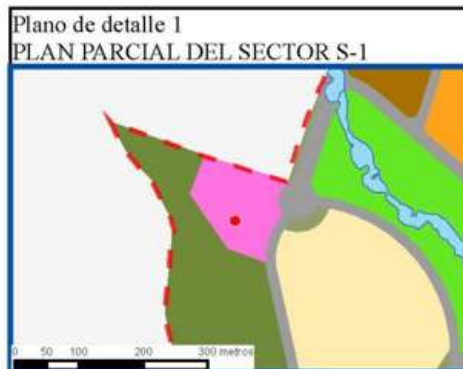 Plano de detalle 1
PLAN PARCIAL DEL SECTOR S-1
0 50 100 200 300 metros